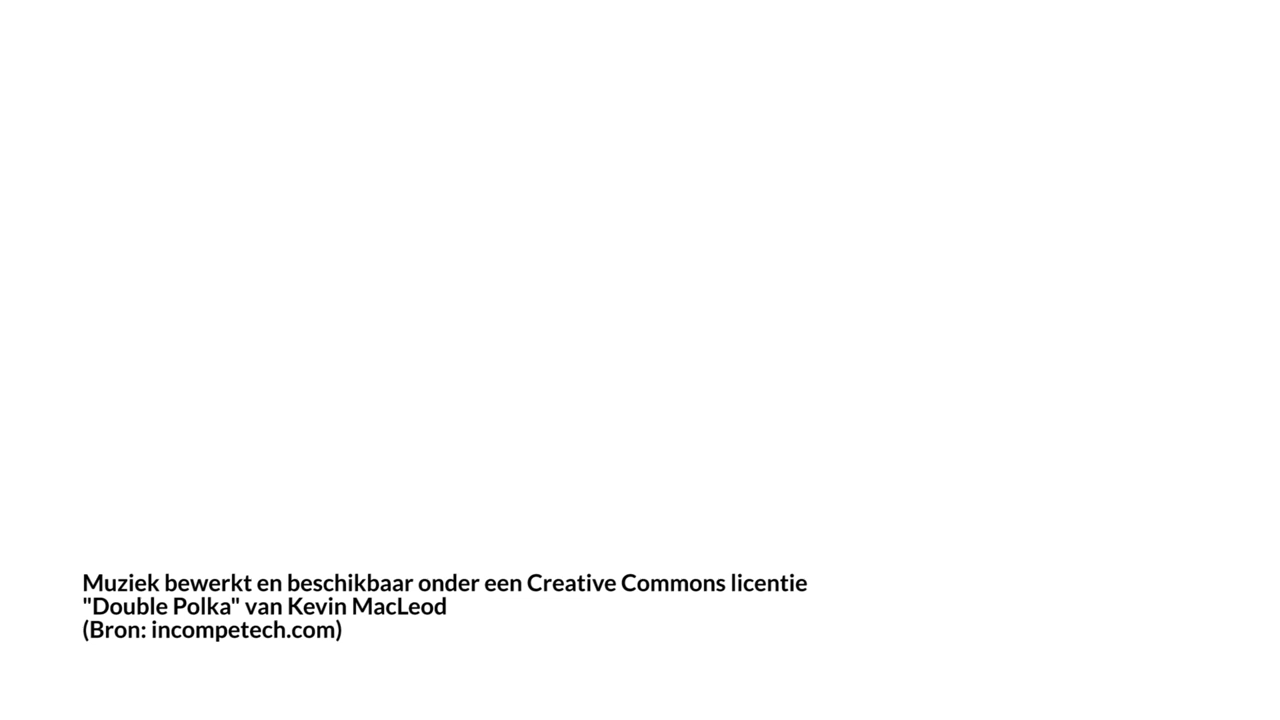 Muziek bewerkt en beschikbaar onder een Creative Commons licentie
"Double Polka" van Kevin MacLeod
(Bron: incompetech.com)